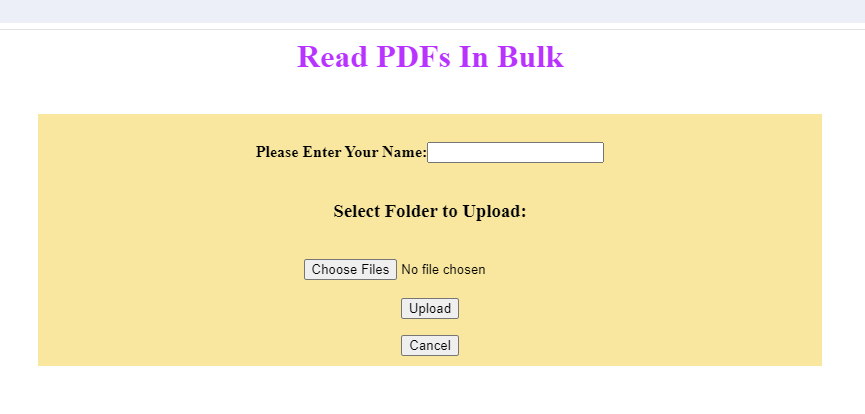 Read PDFs In Bulk
Please Enter Your Name:
Select Folder to Upload:
Choose Files No file chosen
Upload
Cancel